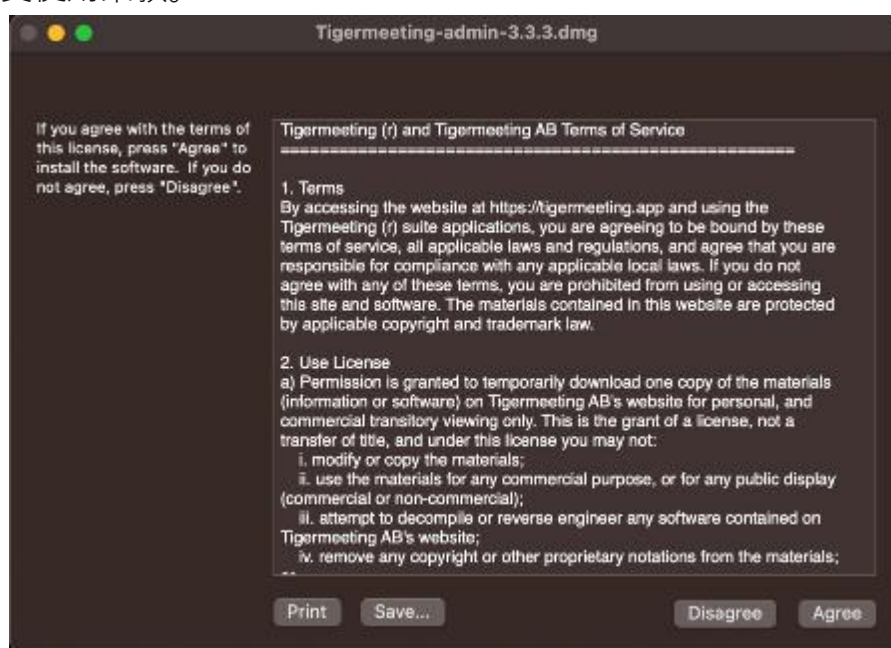 Tigermeeting-admin-3.3.3.dmg
If you agree with the terms of
this license, press "Agree" to
install the software. If you do
not agree, press "Disagree".
Tigermeeting (r) and Tigermeeting AB Terms of Service
=======================================================
1. Terms
By accessing the website at https://tigermeeting.app and using the
Tigermeeting (r) suite applications, you are agreeing to be bound by these
terms of service, all applicable laws and regulations, and agree that you are
responsible for compliance with any applicable local laws. If you do not
agree with any of these terms, you are prohibited from using or accessing
this site and software. The materials contained in this website are protected
by applicable copyright and trademark law.
2. Use License
a) Permission is granted to temporarily download one copy of the materials
(information or software) on Tigermeeting AB's website for personal, and
commercial transitory viewing only. This is the grant of a license, not a
transfer of title, and under this license you may not:
i. modify or copy the materials;
ii. use the materials for any commercial purpose, or for any public display
(commercial or non-commercial);
iii. attempt to decompile or reverse engineer any software contained on
Tigermeeting AB's website;
iv. remove any copyright or other proprietary notations from the materials;
Print
Save...
Disagree
Agree